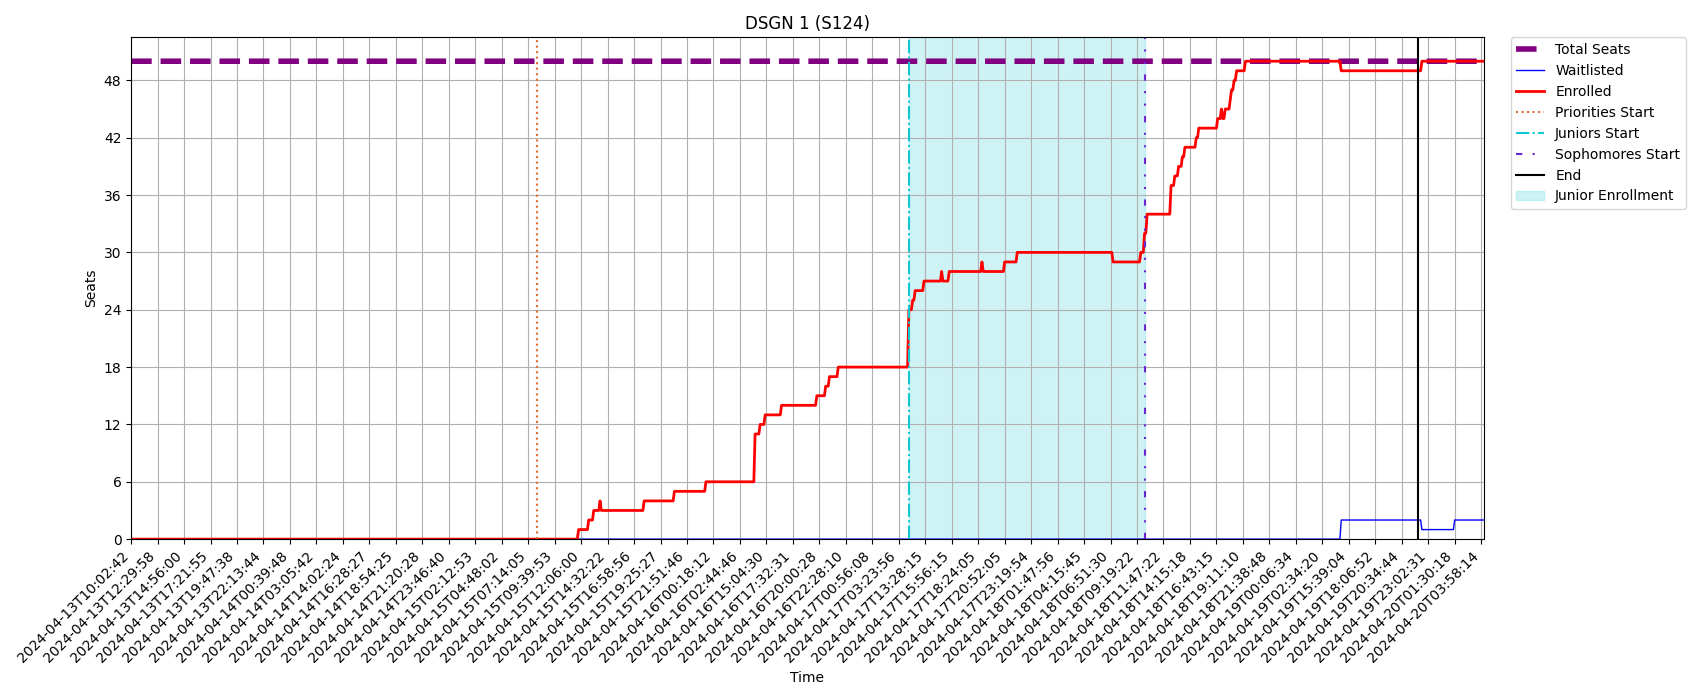 DSGN 1 (S124)
Total Seats
Waitlisted
Enrolled
Priorities Start
Juniors Start
Sophomores Start
End
Junior Enrollment
Seats
48
42
36
30
24
18
12
6
0
2024-04-13T10:02:42
2024-04-13T12:29:58
2024-04-13T14:56:00
2024-04-13T17:21:55
2024-04-13T19:47:38
2024-04-13T22:13:44
2024-04-14T00:39:48
2024-04-14T03:05:42
2024-04-14T14:02:24
2024-04-14T16:28:27
2024-04-14T18:54:25
2024-04-14T21:20:28
2024-04-14T23:46:40
2024-04-15T02:12:53
2024-04-15T04:48:02
2024-04-15T07:14:05
2024-04-15T09:39:53
2024-04-15T12:06:00
2024-04-15T14:32:22
2024-04-15T16:58:56
2024-04-15T19:25:27
2024-04-15T21:51:46
2024-04-16T00:18:12
2024-04-16T02:44:46
2024-04-16T15:04:30
2024-04-16T17:32:31
2024-04-16T20:00:28
2024-04-16T22:28:10
2024-04-17T00:56:08
2024-04-17T03:23:56
2024-04-17T13:28:15
2024-04-17T15:56:15
2024-04-17T18:24:05
2024-04-17T20:52:05
2024-04-17T23:19:54
2024-04-18T01:47:56
2024-04-18T04:15:45
2024-04-18T06:51:30
2024-04-18T09:19:22
2024-04-18T11:47:22
2024-04-18T14:15:18
2024-04-18T16:43:15
2024-04-18T19:11:10
2024-04-18T21:38:48
2024-04-19T00:06:34
2024-04-19T02:34:20
2024-04-19T15:39:04
2024-04-19T18:06:52
2024-04-19T20:34:44
2024-04-19T23:02:31
2024-04-20T01:30:18
2024-04-20T03:58:14
Time